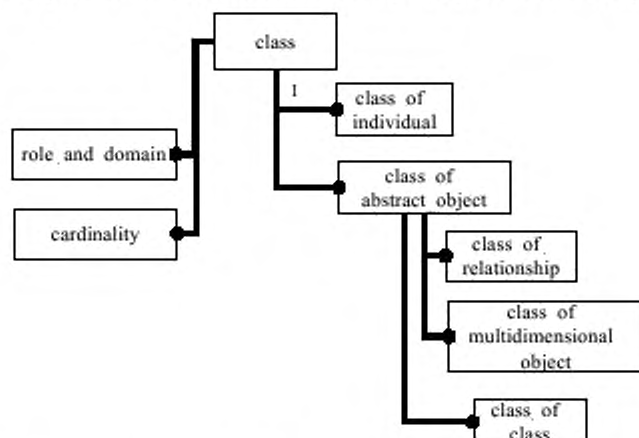 class
I
class of
individual
role and domain
class of
abstract object
cardinality
class of
relationship
class of
multidimensional
object
class of
class